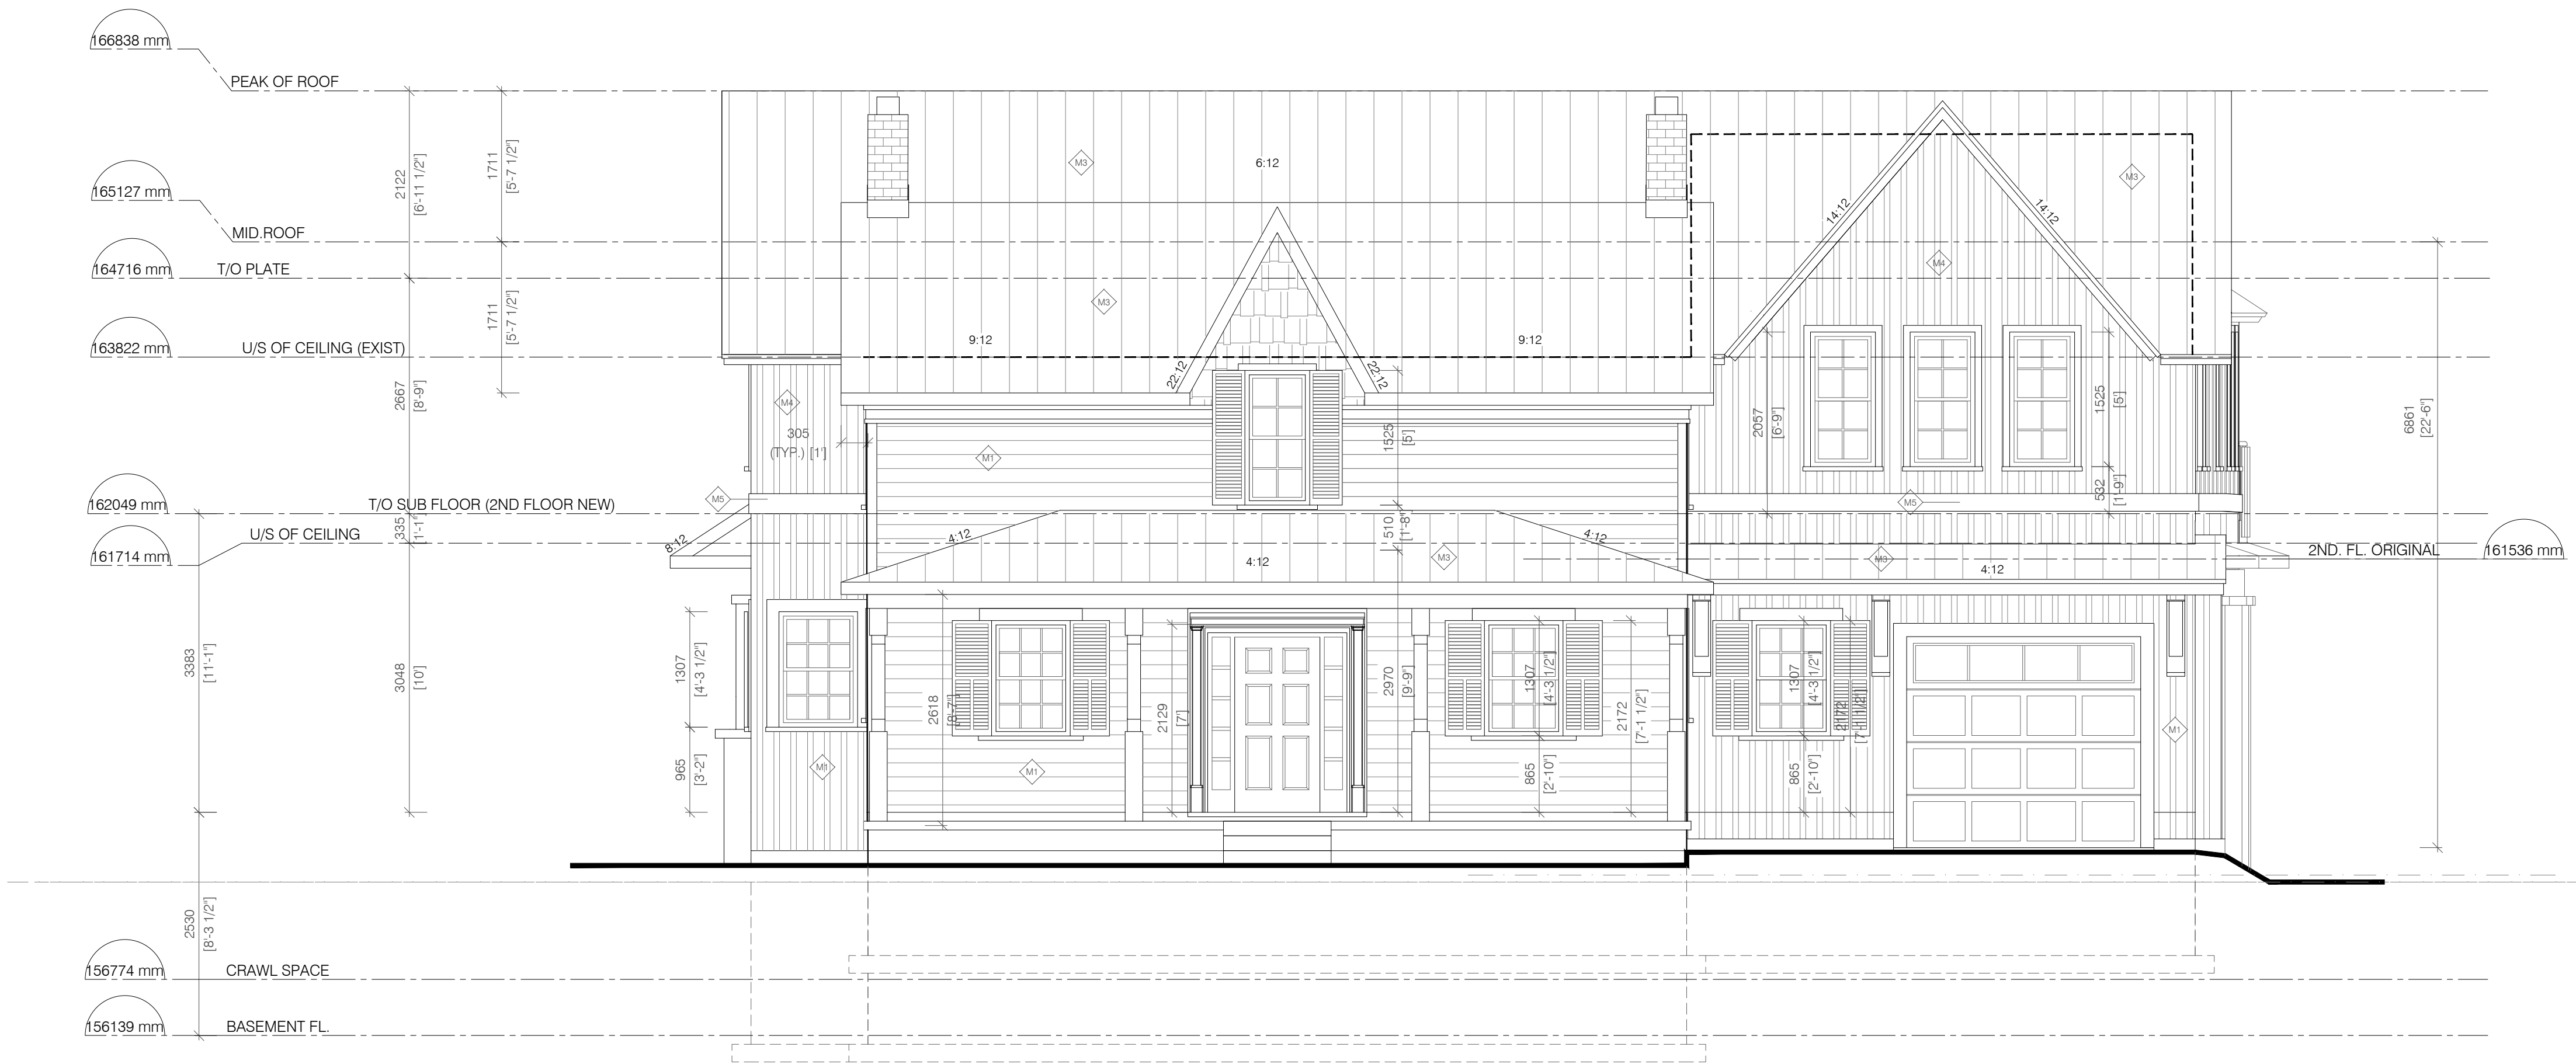 166838 mm
PEAK OF ROOF
165127 mm
MID.ROOF
164716 mm
T/O PLATE
163822 mm
U/S OF CEILING (EXIST)
162049 mm
T/O SUB FLOOR (2ND FLOOR NEW)
161714 mm
U/S OF CEILING
156774 mm
CRAWL SPACE
156139 mm
BASEMENT FL.
2122
[6'-11 1/2"]
1711
[5'-7 1/2"]
1711
[5'-7 1/2"]
2667
[8'-9"]
335
[1'-1"]
3383
[11'-1"]
3048
[10']
2530
[8'-3 1/2"]
1307
[4'-3 1/2"]
965
[3'-2"]
M3
6:12
M3
14:12
14:12
M4
M3
9:12
9:12
22:12
22:12
M4
305
(TYP.) [1']
M1
1525
[5']
2057
[6'-9"]
1525
[5']
532
[1'-9"]
6861
[22'-6"]
M5
M5
8:12
4:12
4:12
4:12
510
[1'-8"]
M3
M3
4:12
2ND. FL. ORIGINAL
161536 mm
2618
[8'-7"]
2129
[7']
2970
[9'-9"]
1307
[4'-3 1/2"]
865
[2'-10"]
2172
[7'-1 1/2"]
1307
[4'-3 1/2"]
865
[2'-10"]
2172
[7'-1 1/2"]
M1
M1
M1